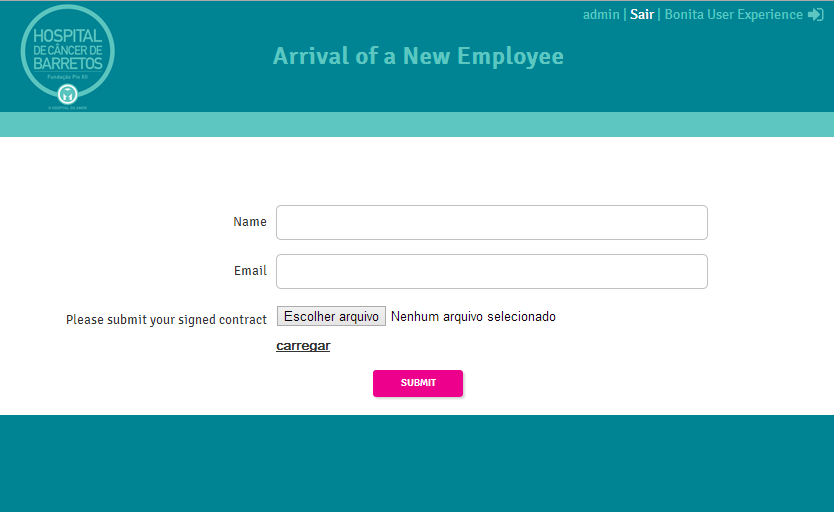 admin | Sair | Bonita User Experience
HOSPITAL
DE CÂNCER DE
BARRETOS
Fundação Pio XII
O HOSPITAL DO AMOR
Arrival of a New Employee
Name
Email
Please submit your signed contract
Escolher arquivo Nenhum arquivo selecionado
carregar
SUBMIT